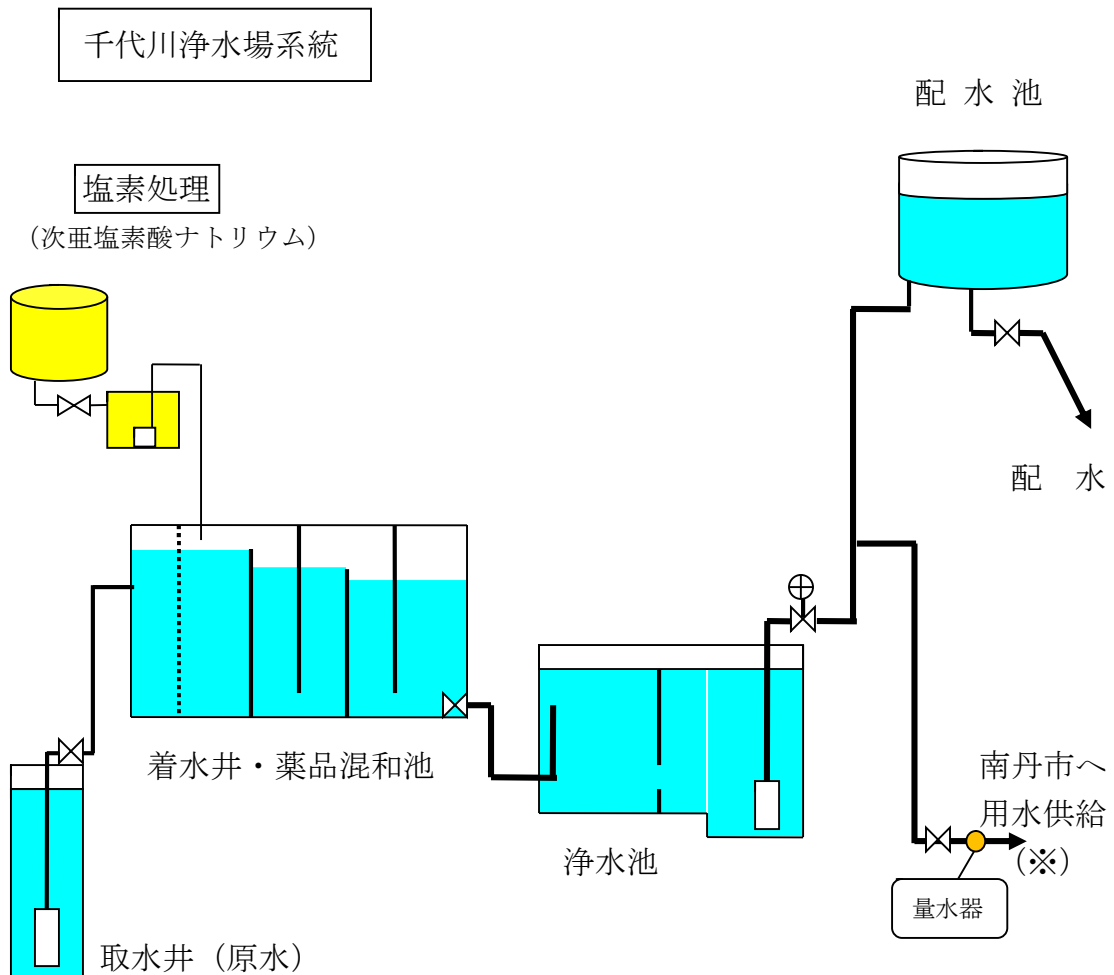 千代川浄水場系統
配 水 池
塩素処理
（次亜塩素酸ナトリウム）
配 水
着水井・薬品混和池
南丹市へ
用水供給
（※）
浄水池
量水器
取水井（原水）